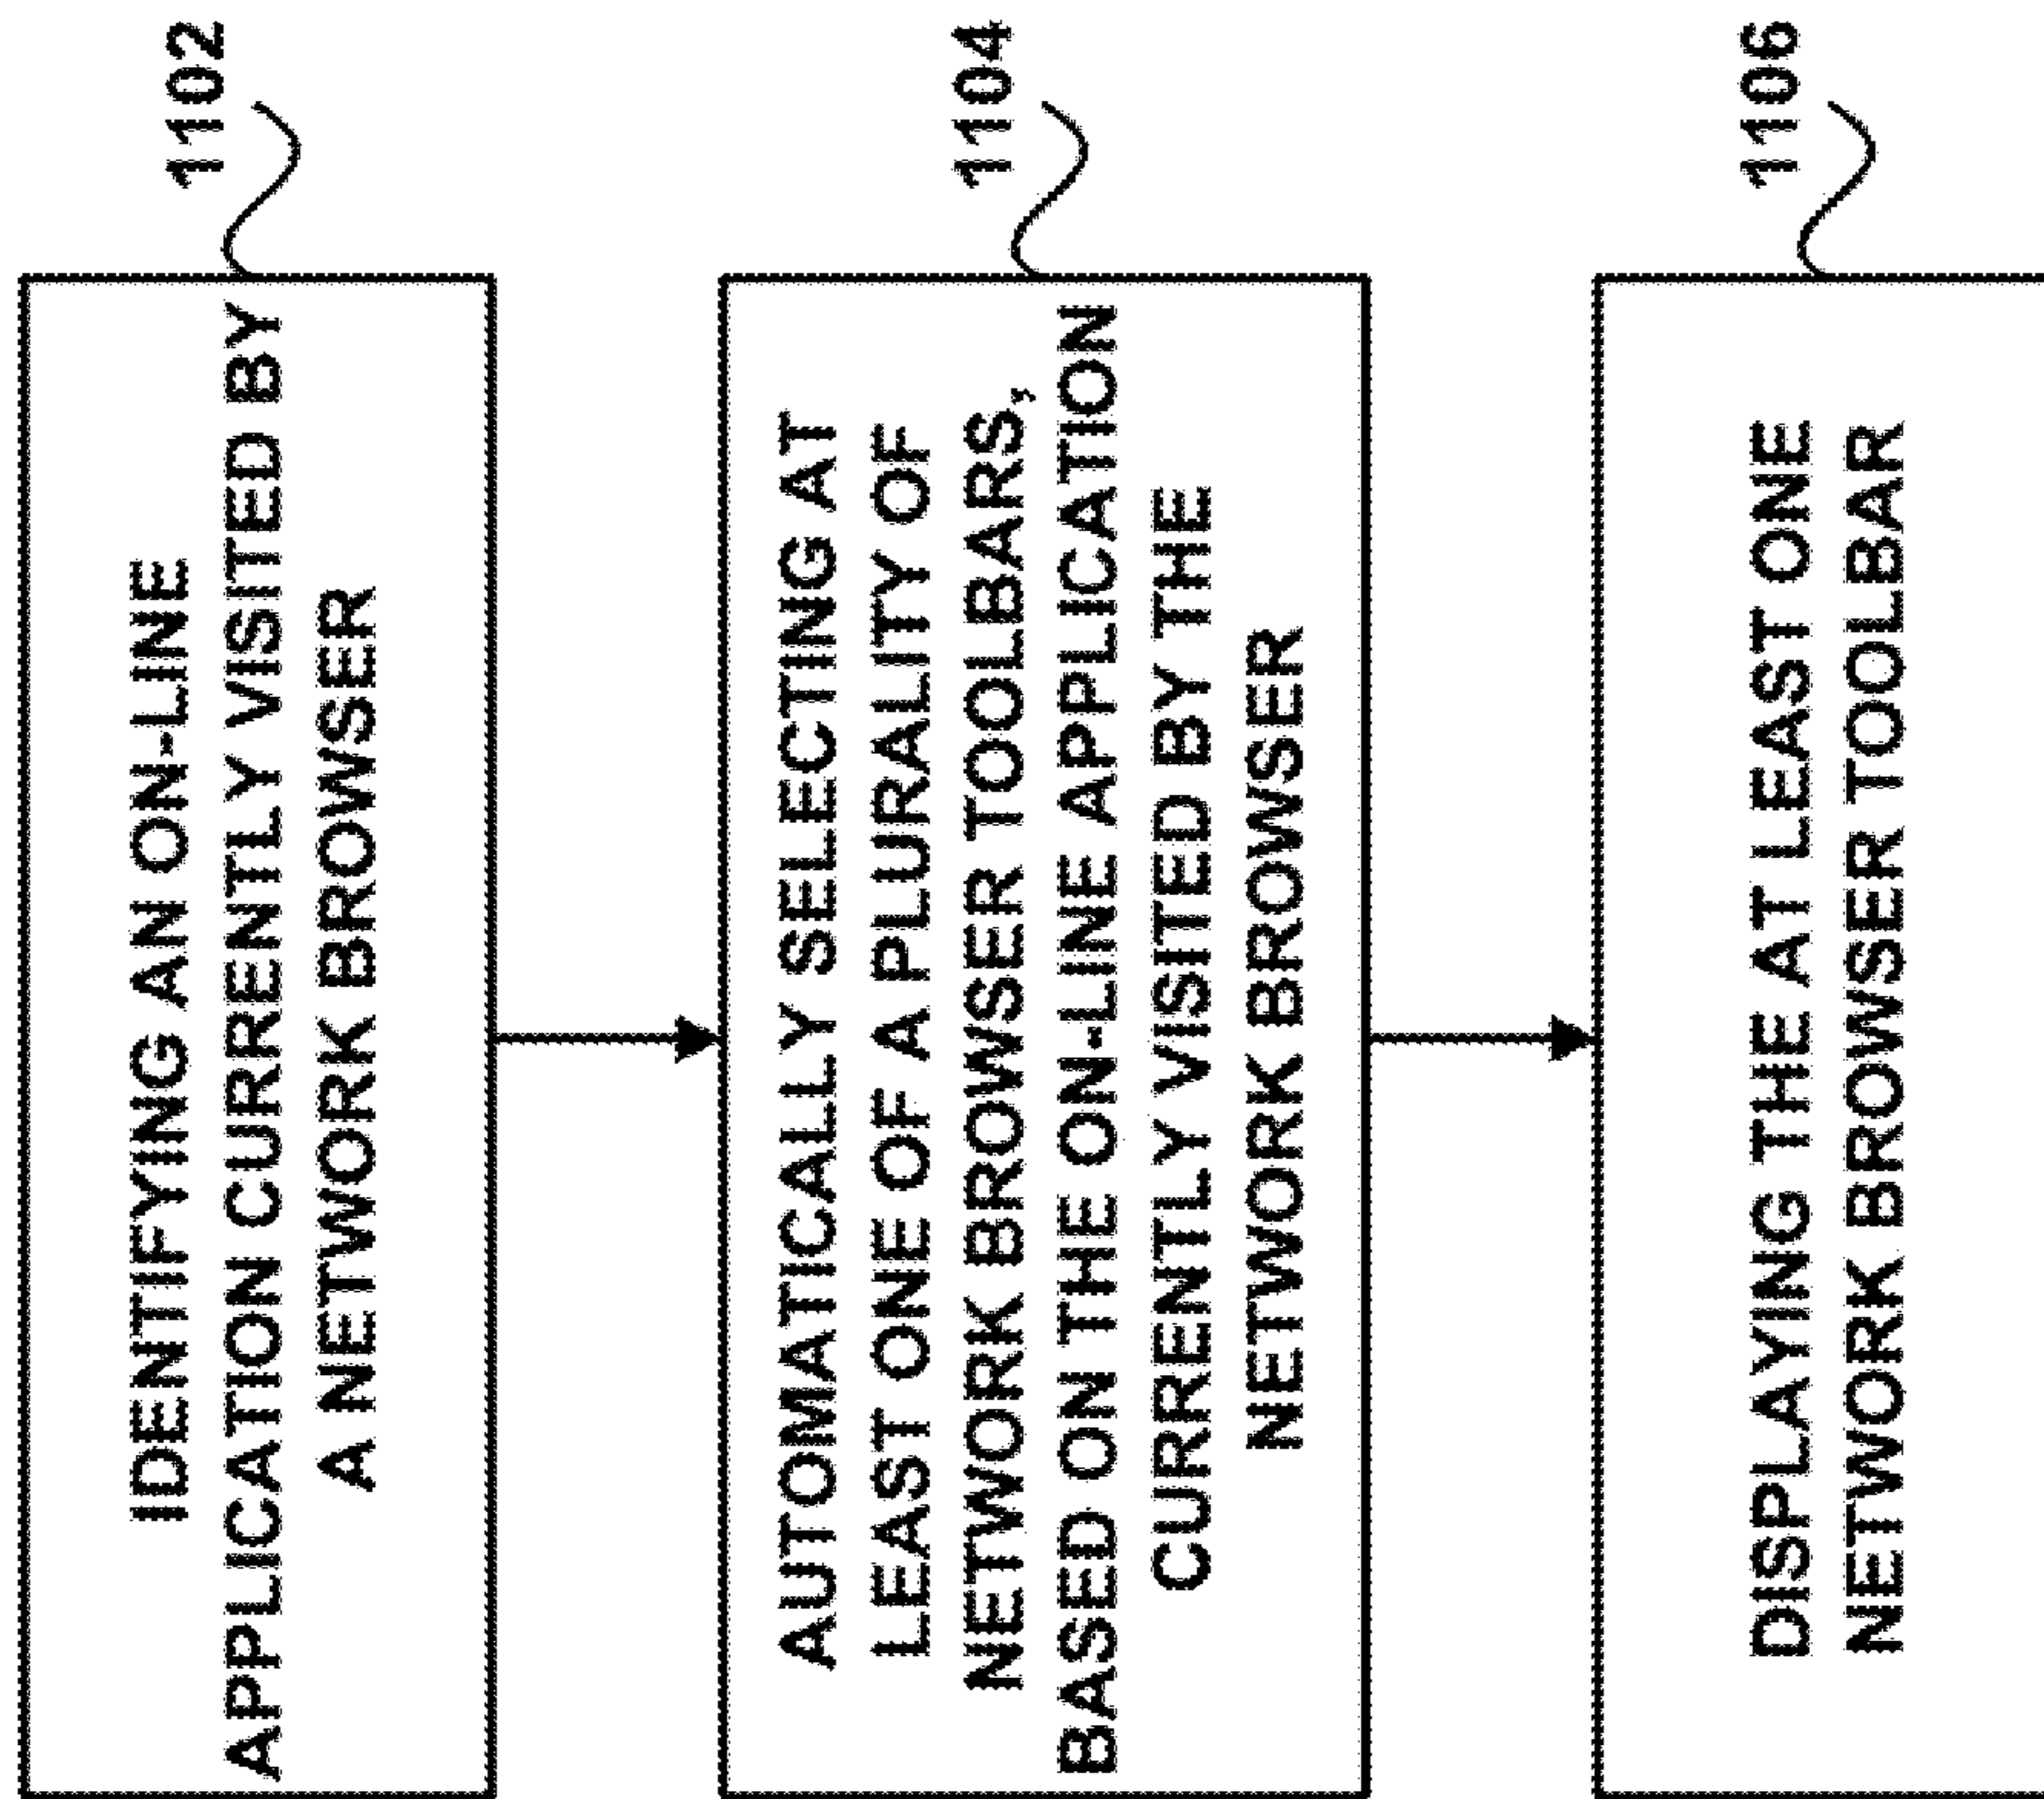 1102
IDENTIFYING AN ON-LINE
APPLICATION CURRENTLY VISITED BY
A NETWORK BROWSER
1104
AUTOMATICALLY SELECTING AT
LEAST ONE OF A PLURALITY OF
NETWORK BROWSER TOOLBARS,
BASED ON THE ON-LINE APPLICATION
CURRENTLY VISITED BY THE
NETWORK BROWSER
1106
DISPLAYING THE AT LEAST ONE
NETWORK BROWSER TOOLBAR